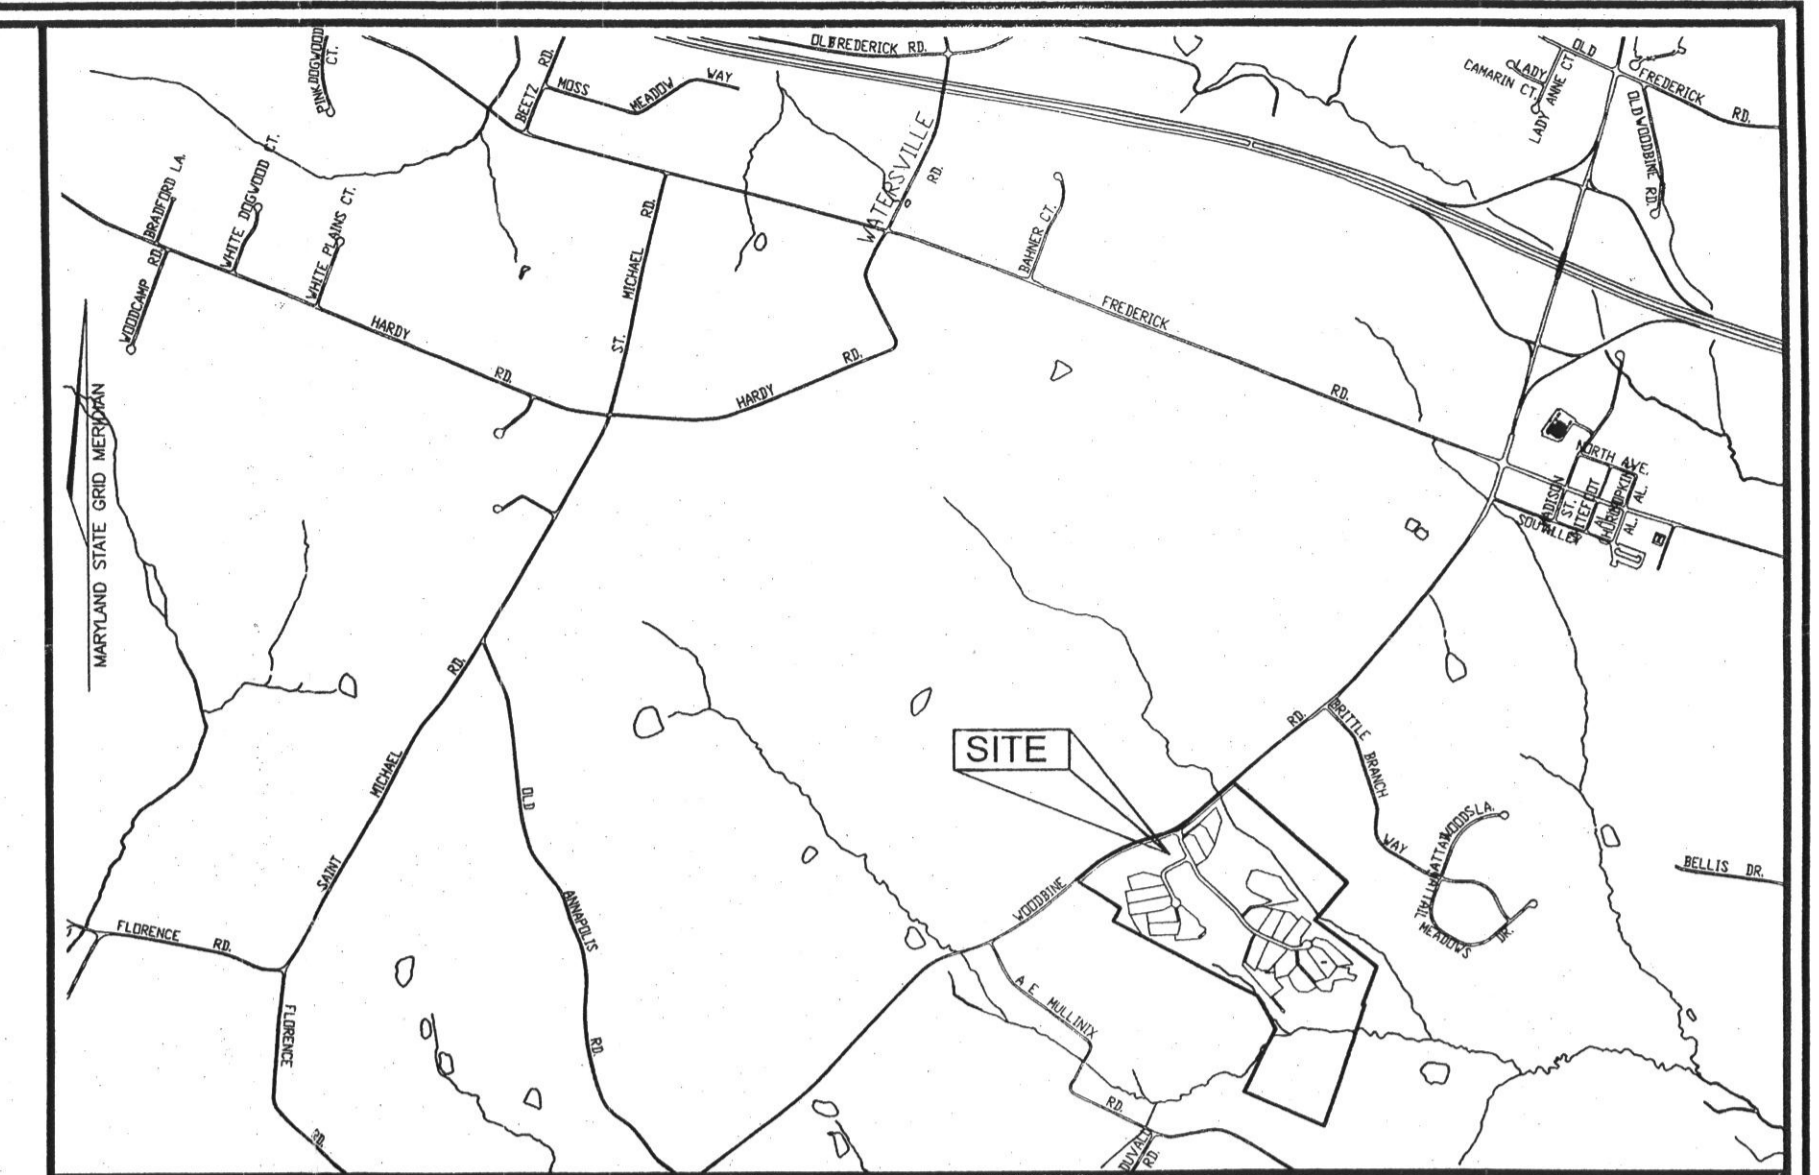 PINK DOGWOOD
CT.
BEETZ RD.
MOSS MEADOW WAY
FREDERICK RD.
WATERSVILLE RD.
OLD FREDERICK RD.
CAMARIN CT.
LADY
LADY ANNE CT.
OLD WOODBINE RD.
BRADFORD LA.
WOODCAMP RD.
WHITE DOGWOOD CT.
WHITE PLAINS CT.
HARDY RD.
ST. MICHAEL RD.
HARDY RD.
BAHNER CT.
FREDERICK RD.
NORTH AVE.
ST.
AL.
AL.
AL.
MARYLAND STATE GRID MERIDIAN
SAINT MICHAEL RD.
OLD ANNAPOLIS RD.
FLORENCE RD.
FLORENCE RD.
SITE
WOODBINE RD.
BRITTLE BRANCH WAY
WOODS LA.
MEADOWS DR.
BELLIS DR.
A E MULLINIX RD.
DUVALL RD.